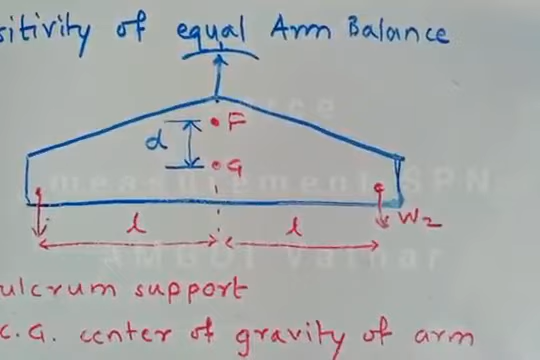 sitivity of equal Arm Balance
F
d
G
W2
l l
ulcrum support
C.G. center of gravity of arm